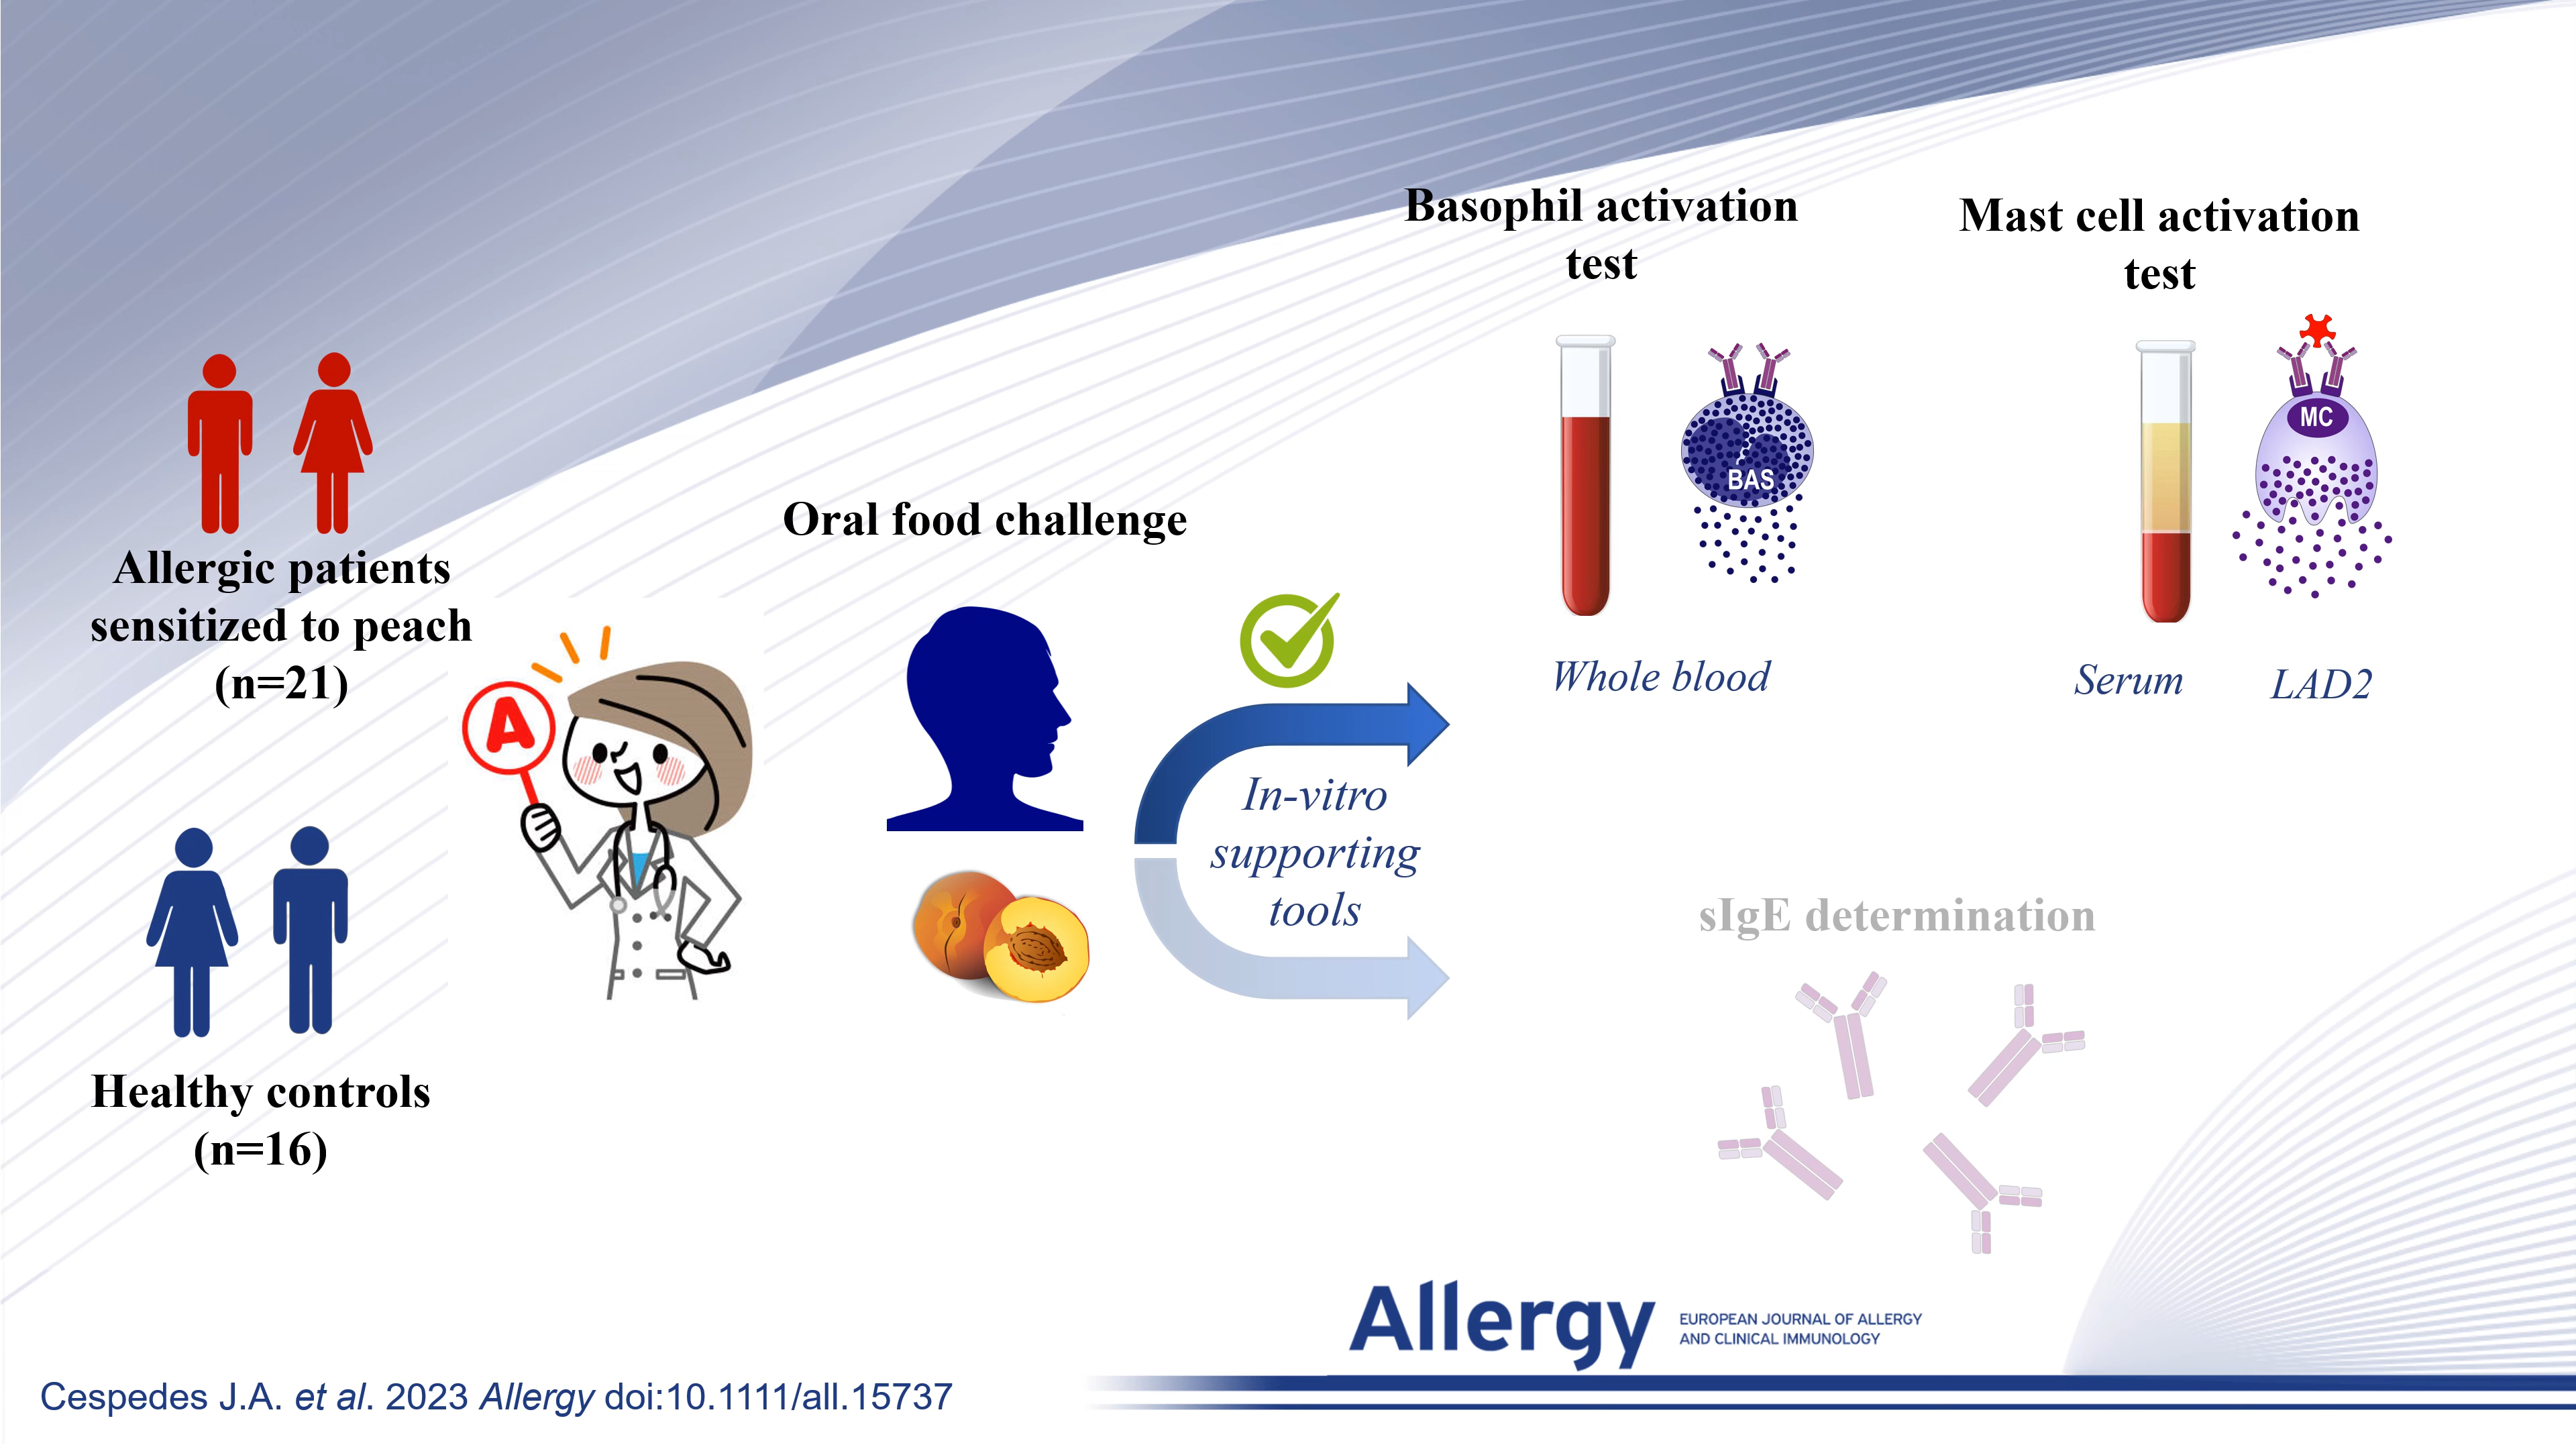 Basophil activation
test
Mast cell activation
test
BAS
MC
Whole blood
Serum
LAD2
Allergic patients
sensitized to peach
(n=21)
A
Oral food challenge
In-vitro
supporting
tools
Healthy controls
(n=16)
sIgE determination
Allergy
EUROPEAN JOURNAL OF ALLERGY
AND CLINICAL IMMUNOLOGY
Cespedes J.A. et al. 2023 Allergy doi:10.1111/all.15737